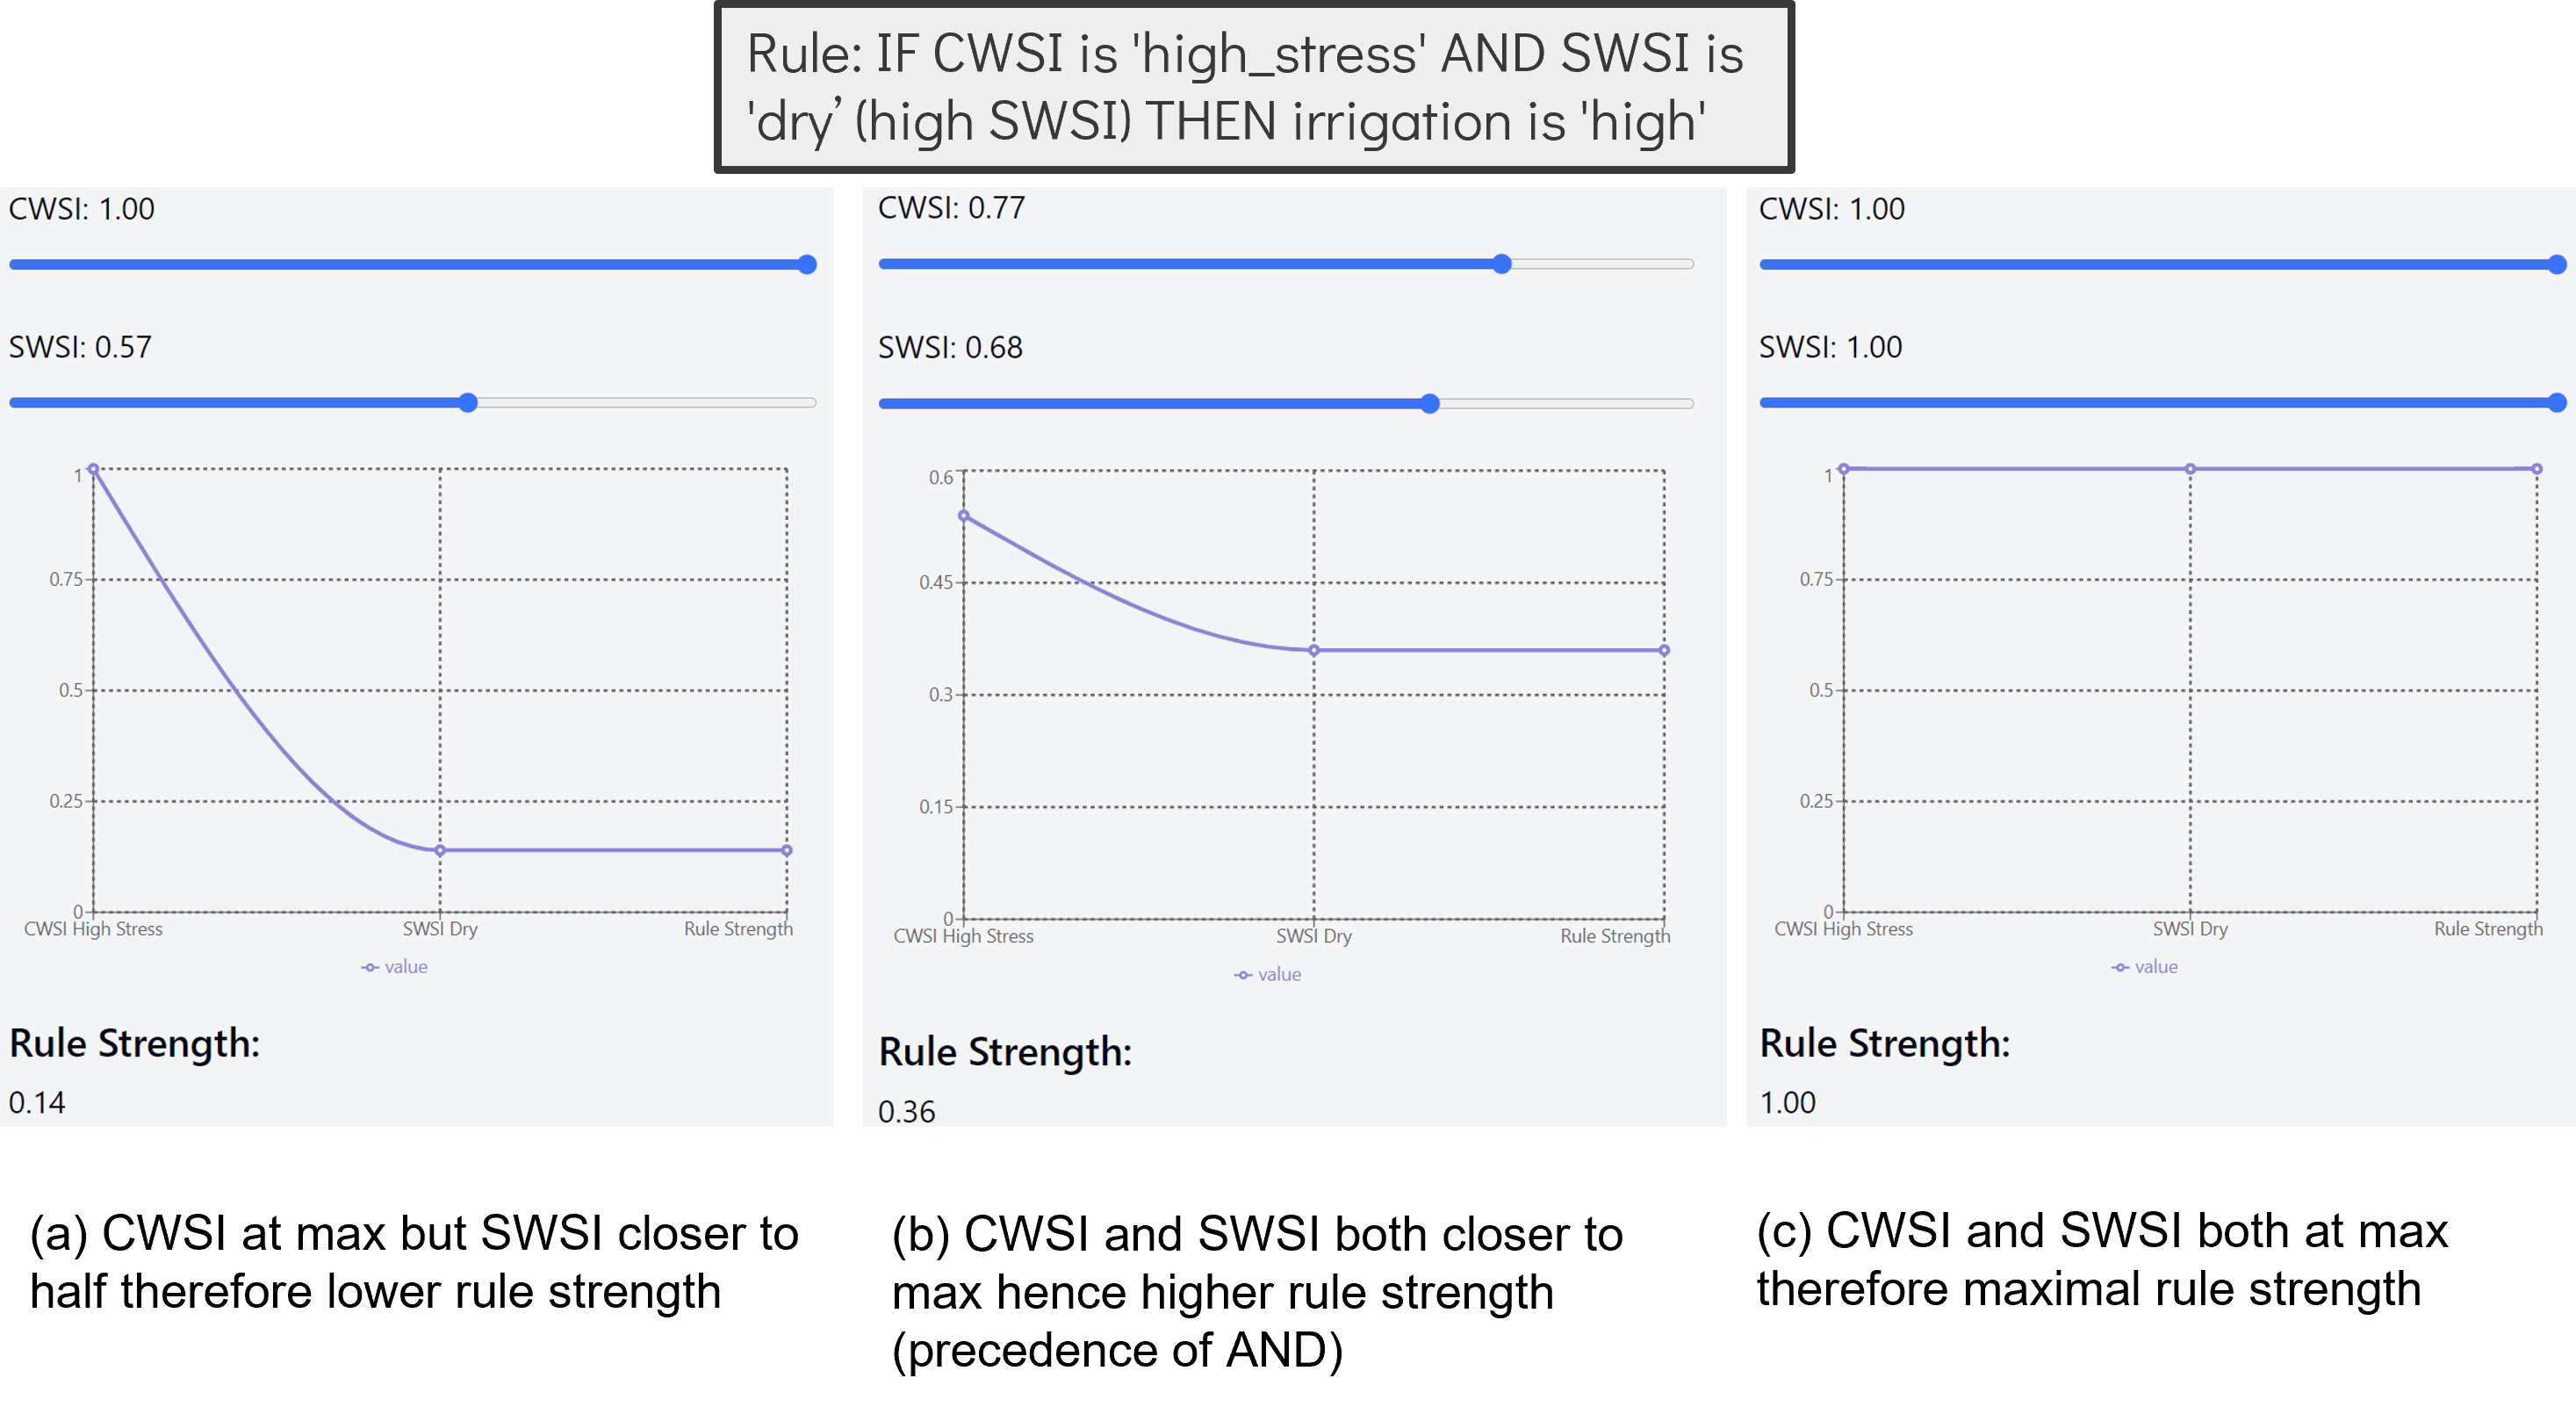 Rule: IF CWSI is 'high_stress' AND SWSI is
'dry’ (high SWSI) THEN irrigation is 'high'
CWSI: 1.00
SWSI: 0.57
1
0.75
0.5
0.25
0
CWSI High Stress
SWSI Dry
Rule Strength
value
Rule Strength:
0.14
(a) CWSI at max but SWSI closer to
half therefore lower rule strength
CWSI: 0.77
SWSI: 0.68
0.6
0.45
0.3
0.15
0
CWSI High Stress
SWSI Dry
Rule Strength
value
Rule Strength:
0.36
(b) CWSI and SWSI both closer to
max hence higher rule strength
(precedence of AND)
CWSI: 1.00
SWSI: 1.00
1
0.75
0.5
0.25
0
CWSI High Stress
SWSI Dry
Rule Strength
value
Rule Strength:
1.00
(c) CWSI and SWSI both at max
therefore maximal rule strength